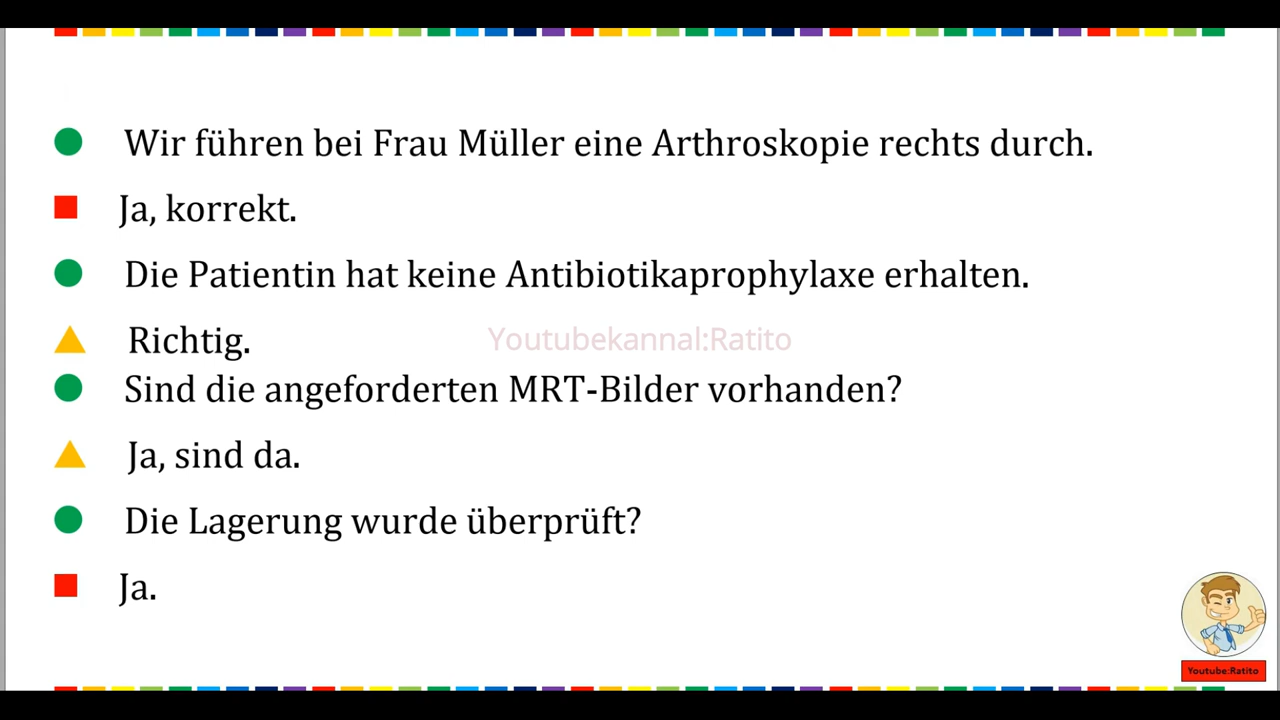 Wir führen bei Frau Müller eine Arthroskopie rechts durch.
Ja, korrekt.
Die Patientin hat keine Antibiotikaprophylaxe erhalten.
Richtig.
Youtubekannal:Ratito
Sind die angeforderten MRT-Bilder vorhanden?
Ja, sind da.
Die Lagerung wurde überprüft?
Ja.
Youtube:Ratito